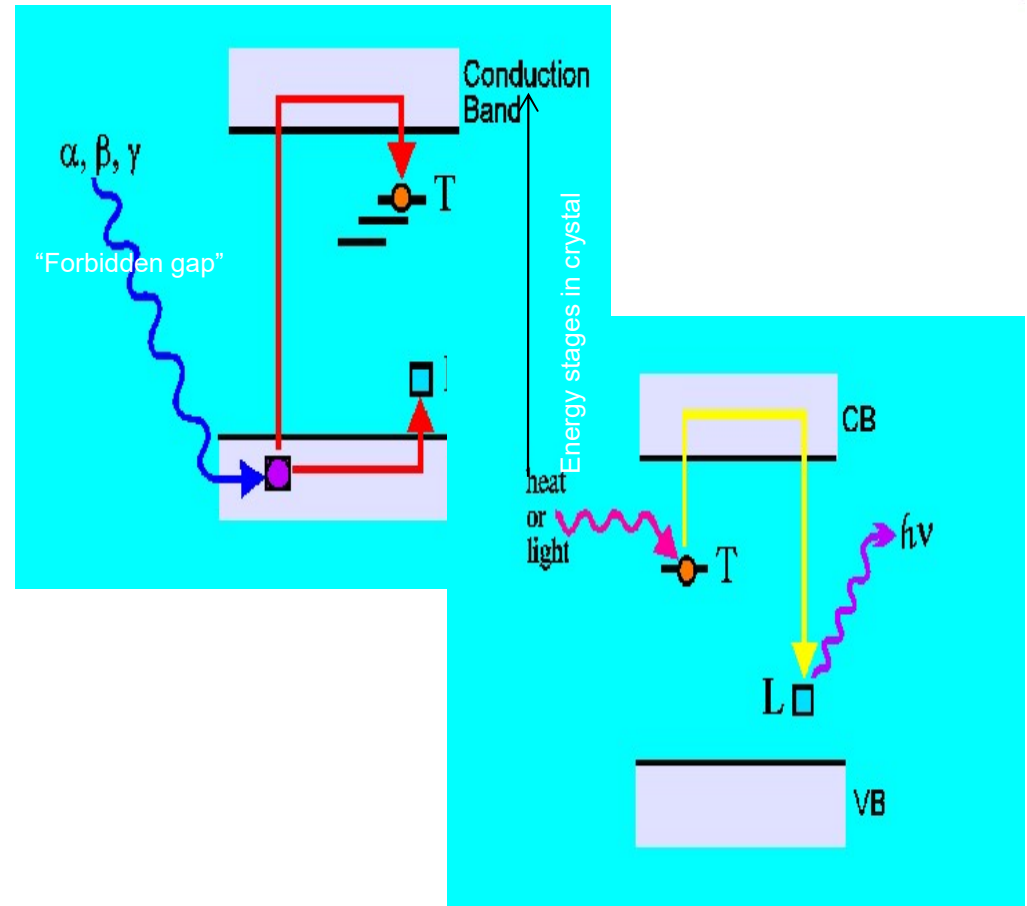 Conduction
Band
α, β, γ
T
“Forbidden gap”
Energy stages in crystal
CB
heat
or
light
T
hν
L
VB